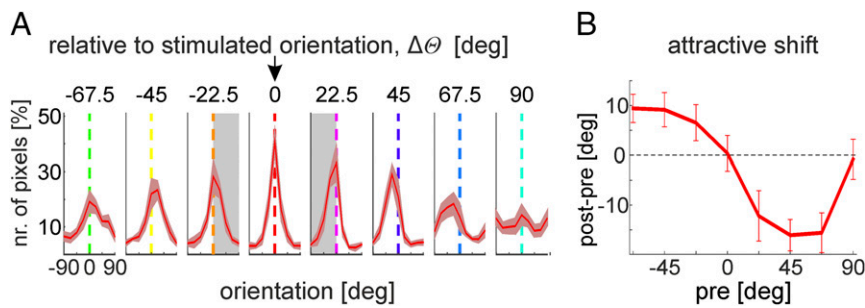 A
relative to stimulated orientation, ΔΘ [deg]
-67.5 -45 -22.5 0 22.5 45 67.5 90
nr. of pixels [%]
50
30
10
-90 0 90
orientation [deg]
B
attractive shift
post-pre [deg]
10
0
-10
-45 0 45 90
pre [deg]